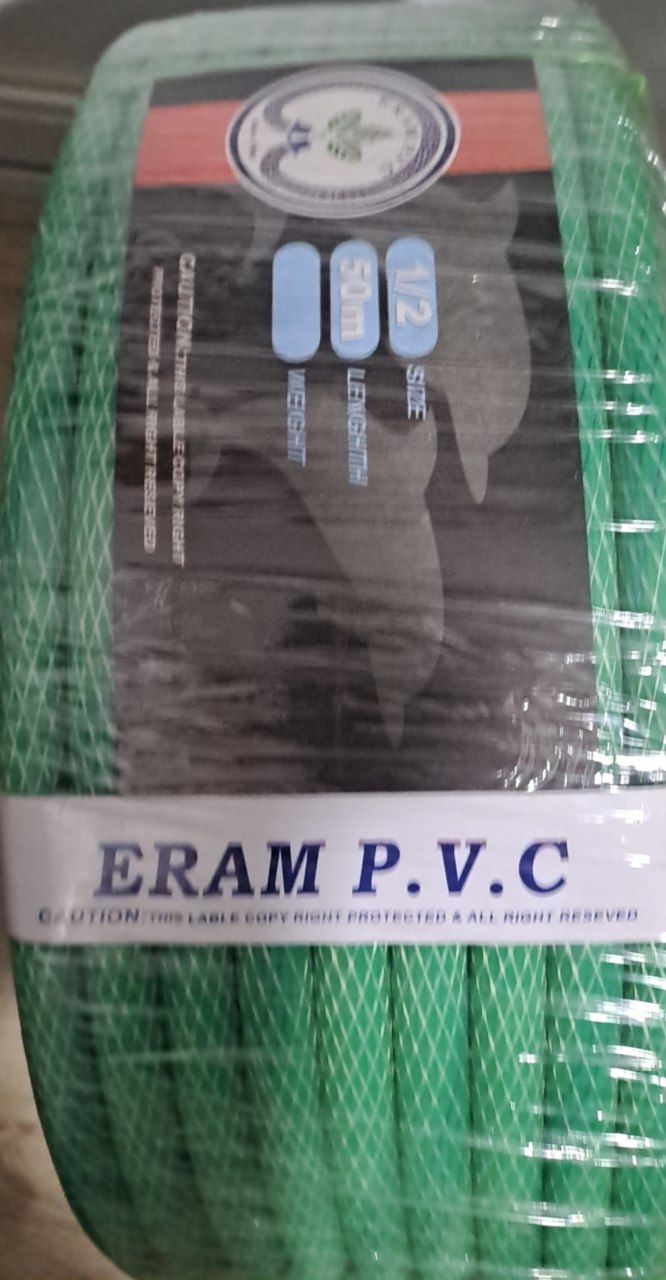 1/2 SIZE
50m LENGHTH
WEIGHT
CAUTION: THIS LABLE COPY RIGHT
PROTECTED & ALL RIGHT RESEVED
ERAM P.V.C
CAUTION: THIS LABLE COPY RIGHT PROTECTED & ALL RIGHT RESEVED